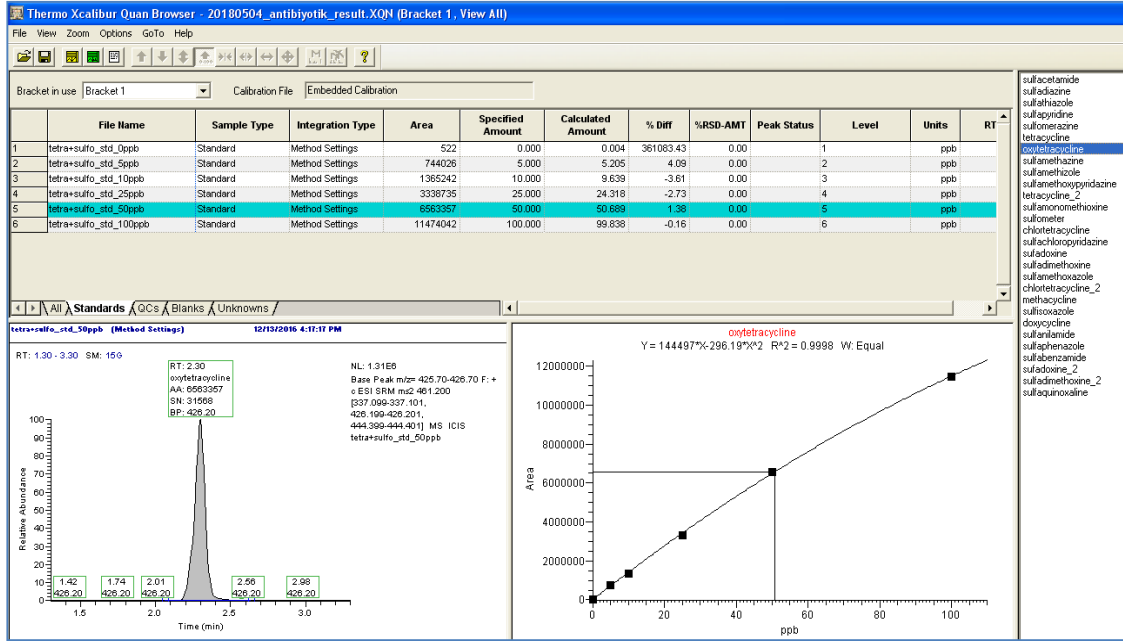 Thermo Xcalibur Quan Browser - 20180504_antibiyotik_result.XQN (Bracket 1, View All)
File View Zoom Options GoTo Help
Bracket in use Bracket 1 Calibration File Embedded Calibration
File Name Sample Type Integration Type Area Specified Amount Calculated Amount % Diff %RSD-AMT Peak Status Level Units RT
1 tetra+sulfo_std_0ppb Standard Method Settings 522 0.000 0.004 361083.43 0.00 1 ppb
2 tetra+sulfo_std_5ppb Standard Method Settings 744026 5.000 5.205 4.09 0.00 2 ppb
3 tetra+sulfo_std_10ppb Standard Method Settings 1365242 10.000 9.639 -3.61 0.00 3 ppb
4 tetra+sulfo_std_25ppb Standard Method Settings 3338735 25.000 24.318 -2.73 0.00 4 ppb
5 tetra+sulfo_std_50ppb Standard Method Settings 6563357 50.000 50.689 1.38 0.00 5 ppb
6 tetra+sulfo_std_100ppb Standard Method Settings 11474042 100.000 99.838 -0.16 0.00 6 ppb
All Standards QCs Blanks Unknowns
sulfacetamide
sulfadiazine
sulfathiazole
sulfapyridine
sulfomerazine
tetracycline
oxytetracycline
sulfamethazine
sulfamethizole
sulfamethoxypyridazine
tetracycline_2
sulfamonomethioxine
sulfometer
chlortetracycline
sulfachloropyridazine
sufadoxine
sulfadimethoxine
sulfamethoxazole
chlortetracycline_2
methacycline
sulfisoxazole
doxycycline
sulfanilamide
sulfaphenazole
sulfabenzamide
sufadoxine_2
sulfadimethoxine_2
sulfaquinoxaline
tetra+sulfo_std_50ppb (Method Settings) 12/13/2016 4:17:17 PM
RT: 1.30 - 3.30 SM: 15G
RT: 2.30
oxytetracycline
AA: 6563357
SN: 31568
BP: 426.20
NL: 1.31E6
Base Peak m/z= 425.70-426.70 F: +
c ESI SRM ms2 461.200
[337.099-337.101,
426.199-426.201,
444.399-444.401] MS ICIS
tetra+sulfo_std_50ppb
Relative Abundance
100
90
80
70
60
50
40
30
20
10
0
1.42
426.20
1.74
426.20
2.01
426.20
2.56
426.20
2.98
426.20
1.5 2.0 2.5 3.0
Time (min)
oxytetracycline
Y = 144497*X-296.19*X^2 R^2 = 0.9998 W: Equal
Area
12000000
10000000
8000000
6000000
4000000
2000000
0
0 20 40 60 80 100
ppb